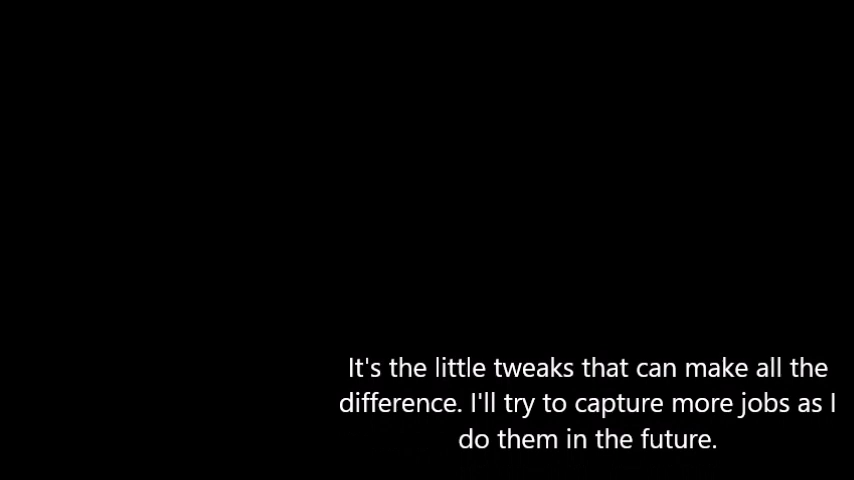 It's the little tweaks that can make all the
difference. I'll try to capture more jobs as I
do them in the future.